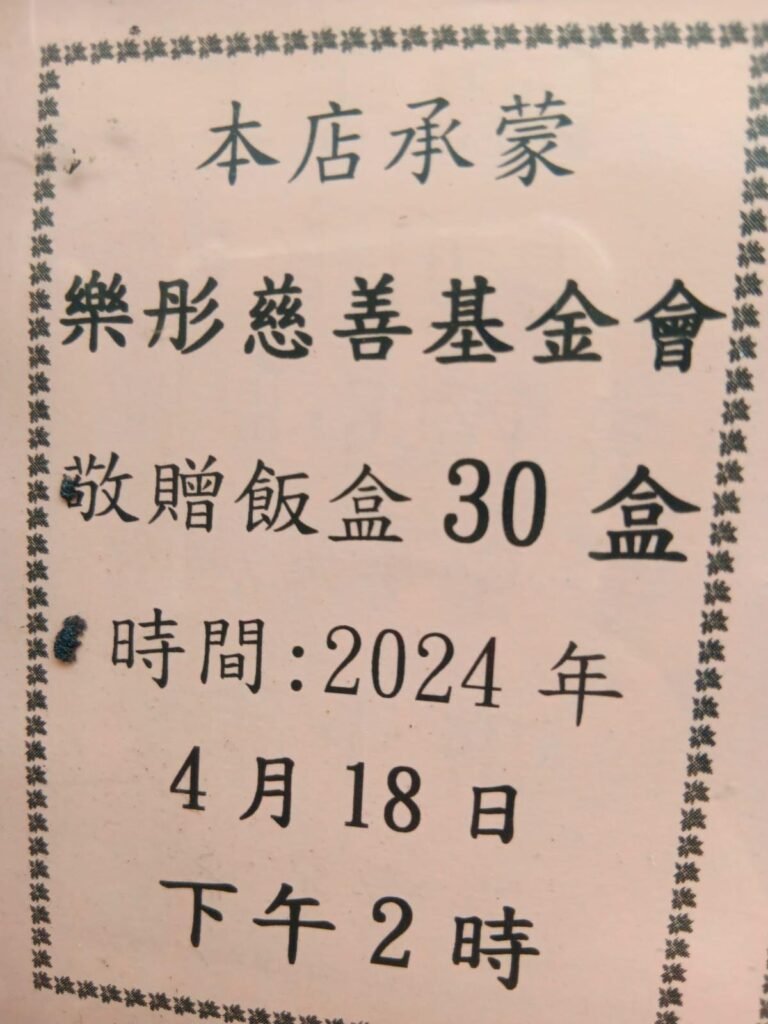 本店承蒙
樂彤慈善基金會
敬贈飯盒 30 盒
時間:2024 年
4 月 18 日
下午 2 時